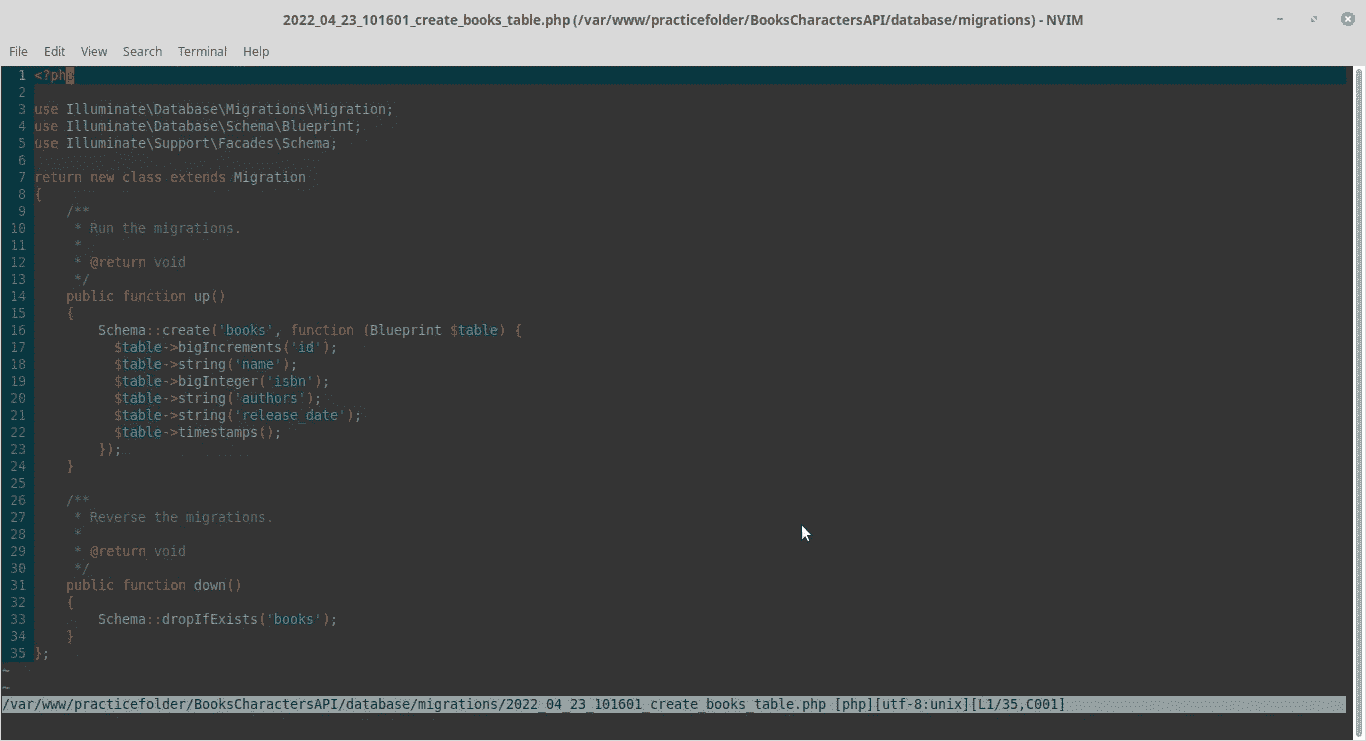 2022_04_23_101601_create_books_table.php (/var/www/practicefolder/BooksCharactersAPI/database/migrations) - NVIM
File Edit View Search Terminal Help
1 <?php
2
3 use Illuminate\Database\Migrations\Migration;
4 use Illuminate\Database\Schema\Blueprint;
5 use Illuminate\Support\Facades\Schema;
6
7 return new class extends Migration
8 {
9     /**
10      * Run the migrations.
11      *
12      * @return void
13      */
14     public function up()
15     {
16         Schema::create('books', function (Blueprint $table) {
17           $table->bigIncrements('id');
18           $table->string('name');
19           $table->bigInteger('isbn');
20           $table->string('authors');
21           $table->string('release_date');
22           $table->timestamps();
23         });
24     }
25
26     /**
27      * Reverse the migrations.
28      *
29      * @return void
30      */
31     public function down()
32     {
33         Schema::dropIfExists('books');
34     }
35 };
~
~
/var/www/practicefolder/BooksCharactersAPI/database/migrations/2022_04_23_101601_create_books_table.php [php][utf-8:unix][L1/35,C001]